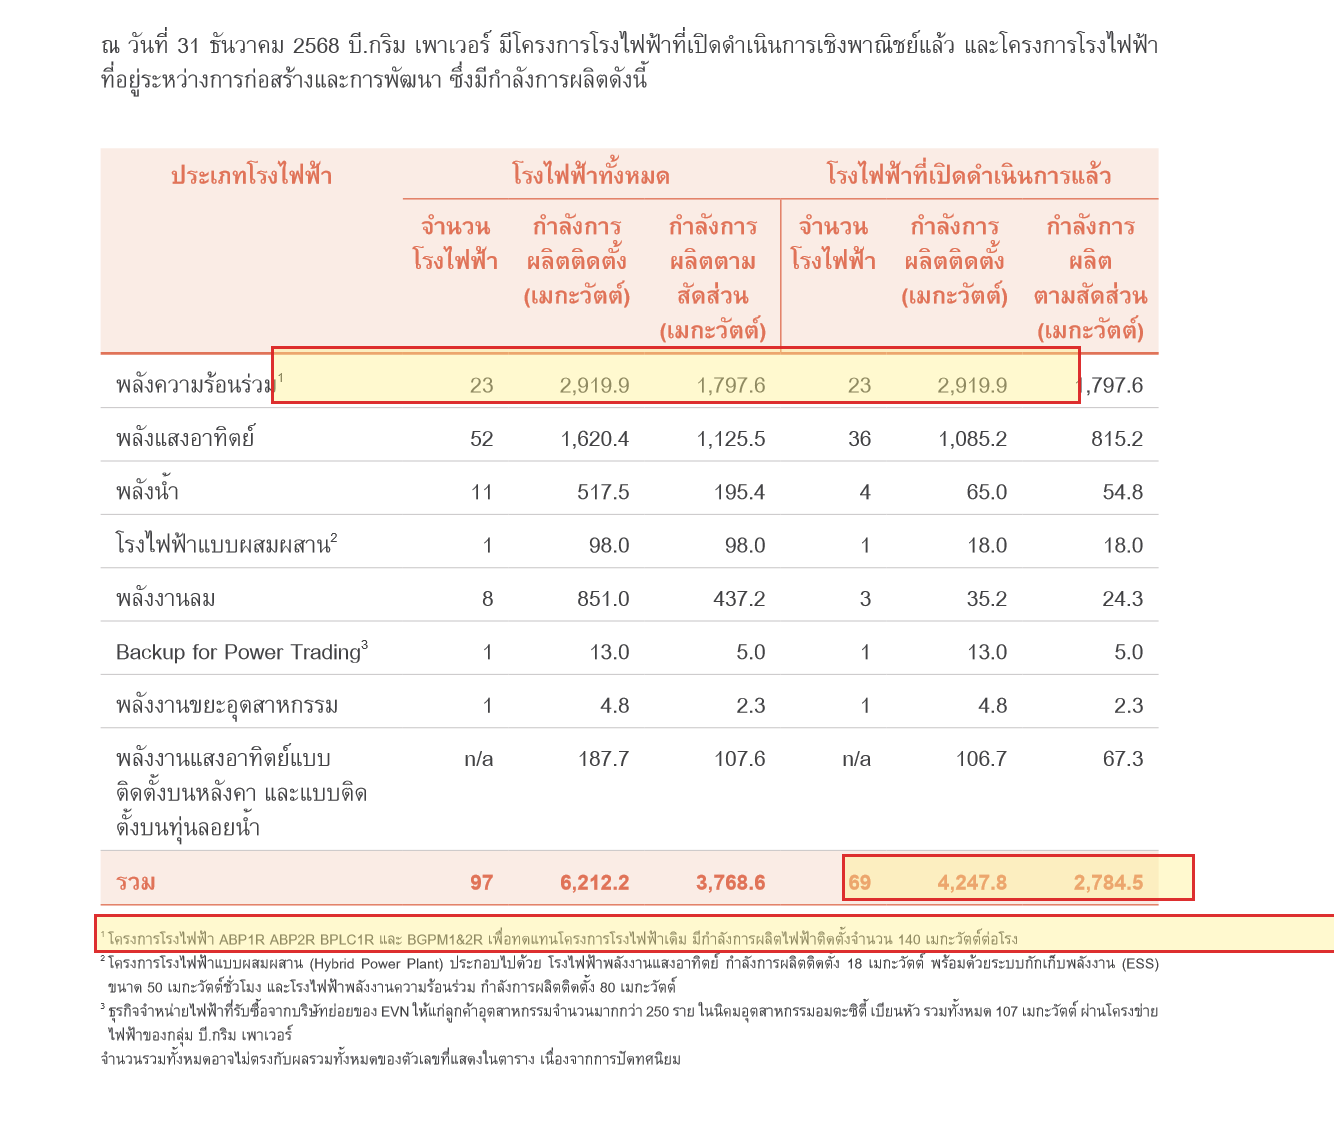 ณ วันที่ 31 ธันวาคม 2568 บี.กริม เพาเวอร์ มีโครงการโรงไฟฟ้าที่เปิดดำเนินการเชิงพาณิชย์แล้ว และโครงการโรงไฟฟ้า
ที่อยู่ระหว่างการก่อสร้างและการพัฒนา ซึ่งมีกำลังการผลิตดังนี้
ประเภทโรงไฟฟ้า โรงไฟฟ้าทั้งหมด โรงไฟฟ้าที่เปิดดำเนินการแล้ว
จำนวน กำลังการ กำลังการ จำนวน กำลังการ กำลังการ
โรงไฟฟ้า ผลิตติดตั้ง ผลิตตาม โรงไฟฟ้า ผลิตติดตั้ง ผลิต
(เมกะวัตต์) สัดส่วน (เมกะวัตต์) ตามสัดส่วน
(เมกะวัตต์) (เมกะวัตต์)
พลังความร้อนร่วม¹ 23 2,919.9 1,797.6 23 2,919.9 1,797.6
พลังแสงอาทิตย์ 52 1,620.4 1,125.5 36 1,085.2 815.2
พลังน้ำ 11 517.5 195.4 4 65.0 54.8
โรงไฟฟ้าแบบผสมผสาน² 1 98.0 98.0 1 18.0 18.0
พลังงานลม 8 851.0 437.2 3 35.2 24.3
Backup for Power Trading³ 1 13.0 5.0 1 13.0 5.0
พลังงานขยะอุตสาหกรรม 1 4.8 2.3 1 4.8 2.3
พลังงานแสงอาทิตย์แบบ n/a 187.7 107.6 n/a 106.7 67.3
ติดตั้งบนหลังคา และแบบติด
ตั้งบนทุ่นลอยน้ำ
รวม 97 6,212.2 3,768.6 69 4,247.8 2,784.5
¹ โครงการโรงไฟฟ้า ABP1R ABP2R BPLC1R และ BGPM1&2R เพื่อทดแทนโครงการโรงไฟฟ้าเดิม มีกำลังการผลิตไฟฟ้าติดตั้งจำนวน 140 เมกะวัตต์ต่อโรง
² โครงการโรงไฟฟ้าแบบผสมผสาน (Hybrid Power Plant) ประกอบไปด้วย โรงไฟฟ้าพลังงานแสงอาทิตย์ กำลังการผลิตติดตั้ง 18 เมกะวัตต์ พร้อมด้วยระบบกักเก็บพลังงาน (ESS)
ขนาด 50 เมกะวัตต์ชั่วโมง และโรงไฟฟ้าพลังงานความร้อนร่วม กำลังการผลิตติดตั้ง 80 เมกะวัตต์
³ ธุรกิจจำหน่ายไฟฟ้าที่รับซื้อจากบริษัทย่อยของ EVN ให้แก่ลูกค้าอุตสาหกรรมจำนวนมากกว่า 250 ราย ในนิคมอุตสาหกรรมอมตะซิตี้ เบียนหัว รวมทั้งหมด 107 เมกะวัตต์ ผ่านโครงข่าย
ไฟฟ้าของกลุ่ม บี.กริม เพาเวอร์
จำนวนรวมทั้งหมดอาจไม่ตรงกับผลรวมทั้งหมดของตัวเลขที่แสดงในตาราง เนื่องจากการปัดทศนิยม